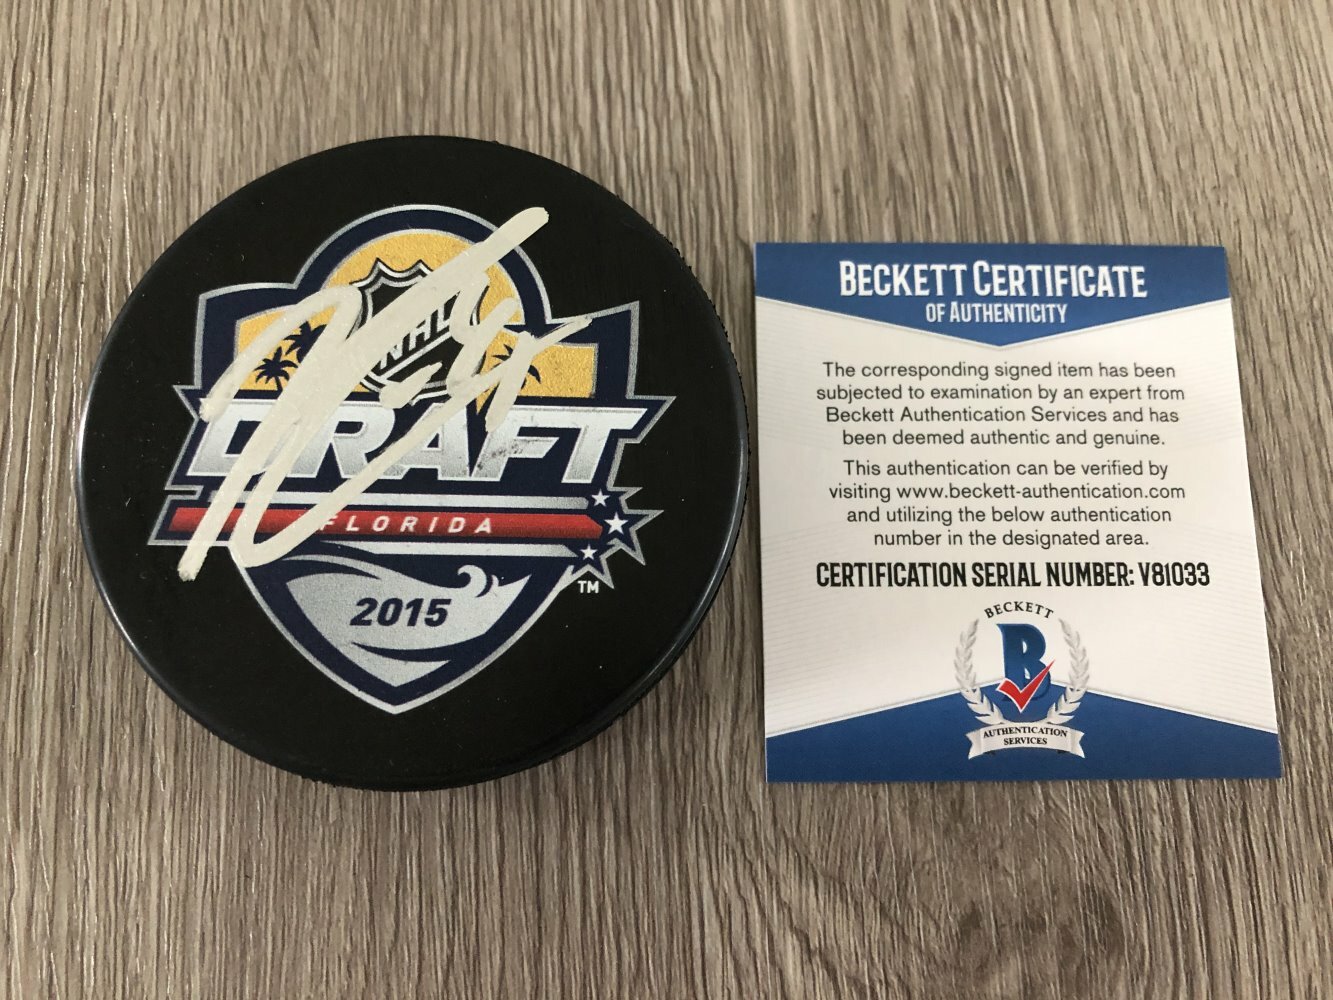 NHL
DRAFT
FLORIDA
2015
TM
BECKETT CERTIFICATE
OF AUTHENTICITY
The corresponding signed item has been
subjected to examination by an expert from
Beckett Authentication Services and has
been deemed authentic and genuine.
This authentication can be verified by
visiting www.beckett-authentication.com
and utilizing the below authentication
number in the designated area.
CERTIFICATION SERIAL NUMBER: V81033
BECKETT
B
AUTHENTICATION
SERVICES